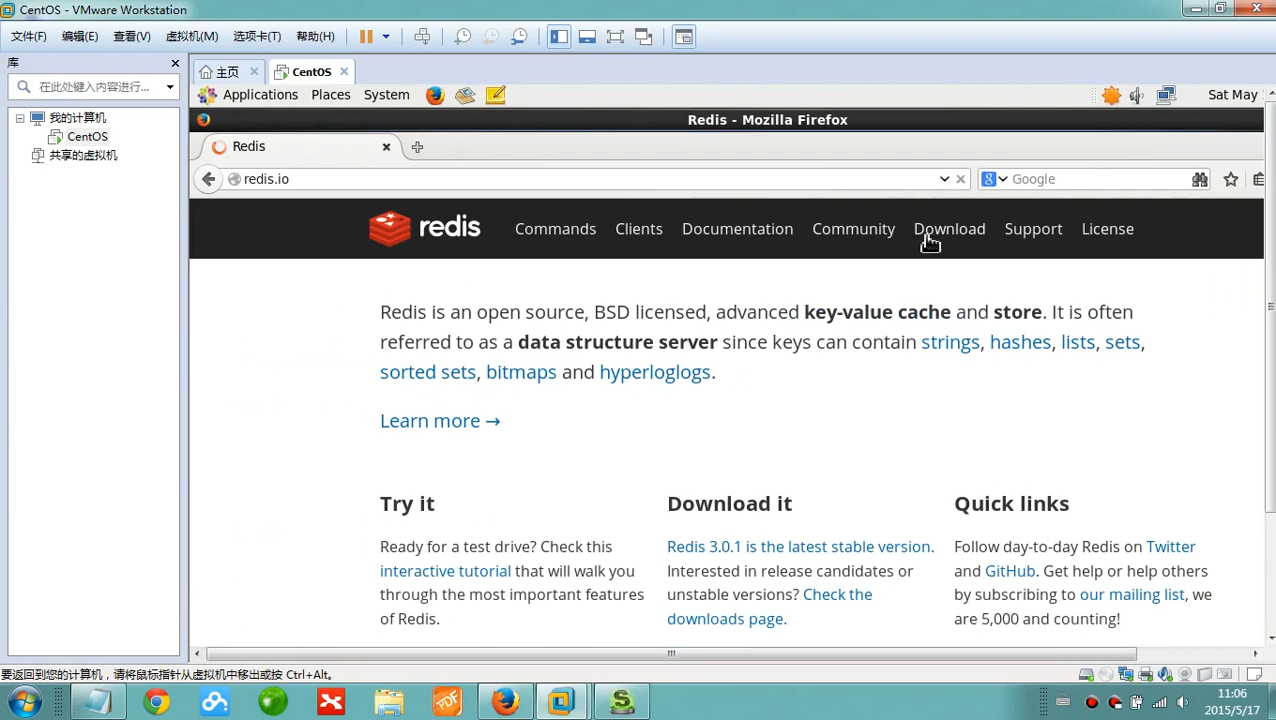 CentOS - VMware Workstation
文件(F) 编辑(E) 查看(V) 虚拟机(M) 选项卡(T) 帮助(H)
库
在此处键入内容进行...
我的计算机
CentOS
共享的虚拟机
主页 CentOS
Applications Places System Sat May
Redis - Mozilla Firefox
Redis
redis.io Google
redis Commands Clients Documentation Community Download Support License
Redis is an open source, BSD licensed, advanced key-value cache and store. It is often
referred to as a data structure server since keys can contain strings, hashes, lists, sets,
sorted sets, bitmaps and hyperloglogs.
Learn more →
Try it
Ready for a test drive? Check this
interactive tutorial that will walk you
through the most important features
of Redis.
Download it
Redis 3.0.1 is the latest stable version.
Interested in release candidates or
unstable versions? Check the
downloads page.
Quick links
Follow day-to-day Redis on Twitter
and GitHub. Get help or help others
by subscribing to our mailing list, we
are 5,000 and counting!
要返回到您的计算机，请将鼠标指针从虚拟机中移出或按 Ctrl+Alt。
PDF
11:06
2015/5/17